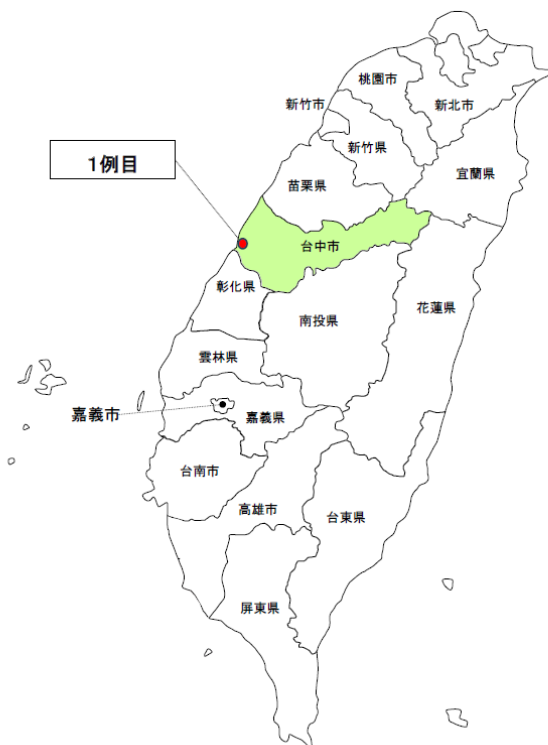 桃園市
新竹市
新北市
新竹県
1例目
苗栗県
宜蘭県
台中市
彰化県
花蓮県
南投県
雲林県
嘉義市
嘉義県
台南市
高雄市
台東県
屏東県